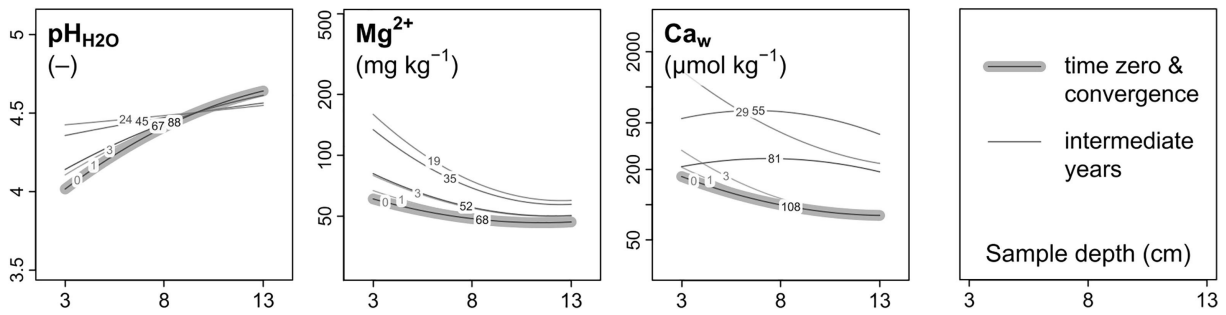 pH_H2O
(–)
5
4.5
4
3.5
24 45
67 88
3
1
0
3 8 13
Mg²⁺
(mg kg⁻¹)
500
200
100
50
19
35
3
52
1
0
68
3 8 13
Ca_w
(μmol kg⁻¹)
2000
500
200
50
29 55
81
3
0 1
108
3 8 13
time zero &
convergence
intermediate
years
Sample depth (cm)
3 8 13